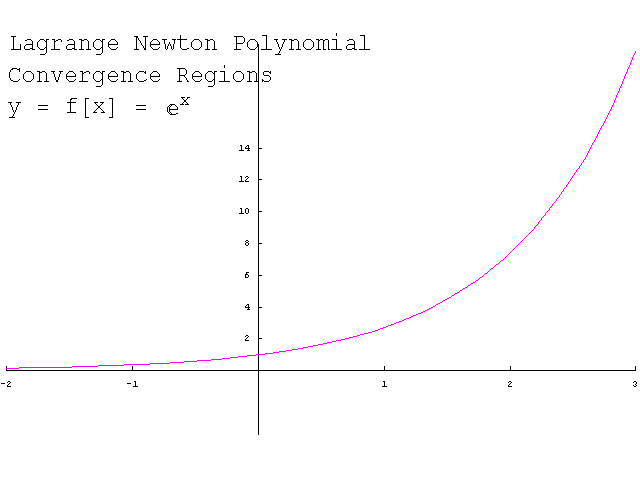 Lagrange Newton Polynomial
Convergence Regions
y = f[x] = e^x
14
12
10
8
6
4
2
-2 -1 1 2 3